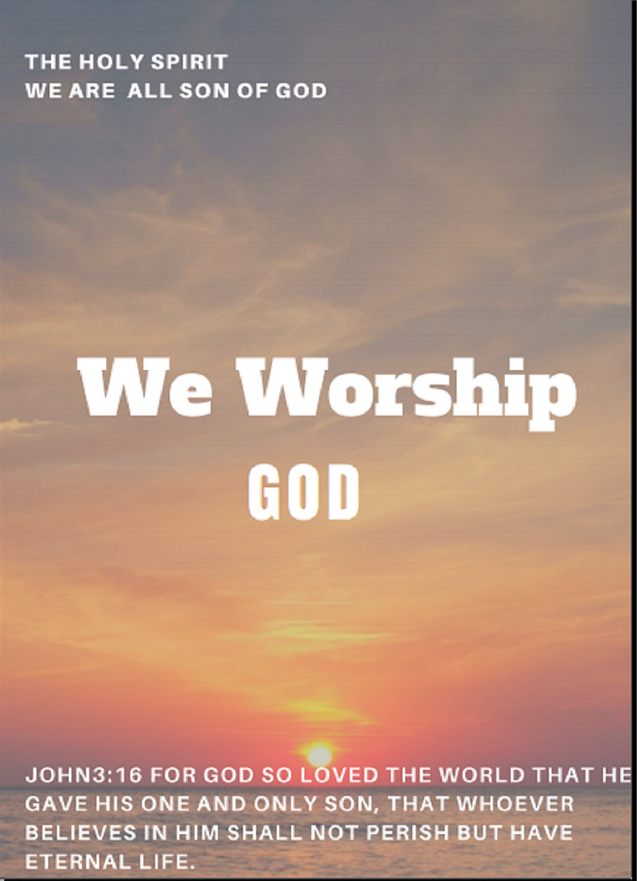 THE HOLY SPIRIT
WE ARE ALL SON OF GOD
We Worship
GOD
JOHN3:16 FOR GOD SO LOVED THE WORLD THAT HE
GAVE HIS ONE AND ONLY SON, THAT WHOEVER
BELIEVES IN HIM SHALL NOT PERISH BUT HAVE
ETERNAL LIFE.